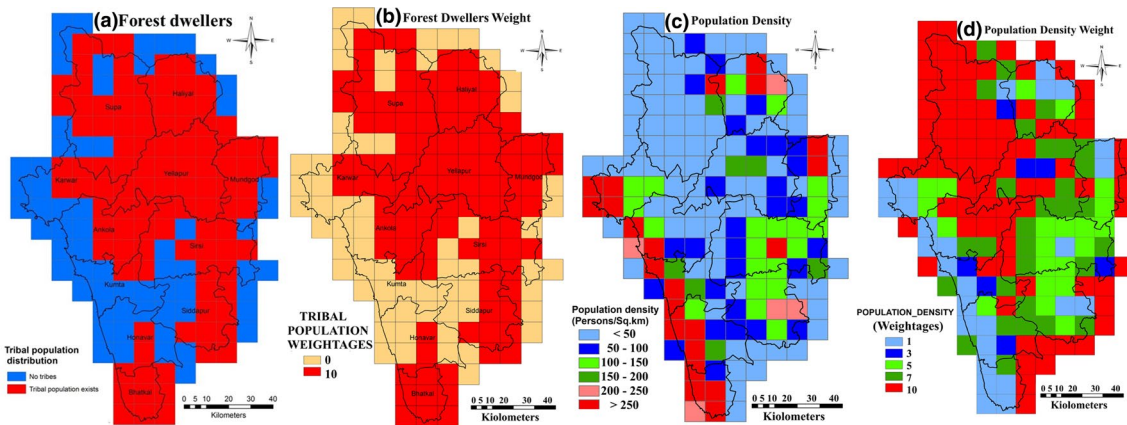 (a)
Forest dwellers
N
W E
S
Haliyal
Supa
Karwar
Yellapur
Mundgod
Ankola
Sirsi
Kumta
Siddapur
Honavar
Bhatkal
Tribal population
distribution
No tribes
Tribal population exists
0 5 10 20 30 40
Kilometers
(b)
Forest Dwellers Weight
N
W E
S
Haliyal
Supa
Karwar
Yellapur
Mundgod
Ankola
Sirsi
Kumta
Siddapur
Honavar
Bhatkal
TRIBAL
POPULATION
WEIGHTAGES
0
10
0 5 10 20 30 40
Kiolometers
(c)
Population Density
N
W E
S
Population density
(Persons/Sq.km)
< 50
50 - 100
100 - 150
150 - 200
200 - 250
> 250
0 5 10 20 30 40
Kiolometers
(d)
Population Density Weight
N
W E
S
POPULATION_DENSITY
(Weightages)
1
3
5
7
10
0 5 10 20 30 40
Kiolometers